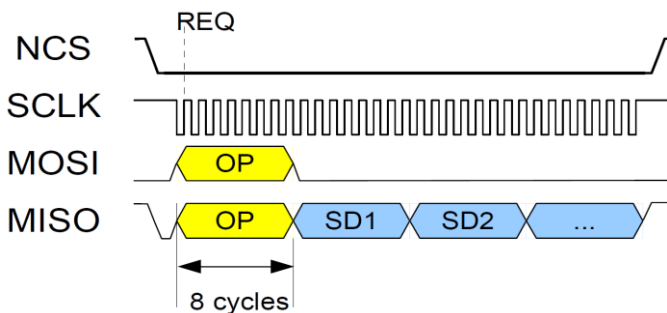 REQ
NCS
SCLK
MOSI OP
MISO OP SD1 SD2 ...
8 cycles